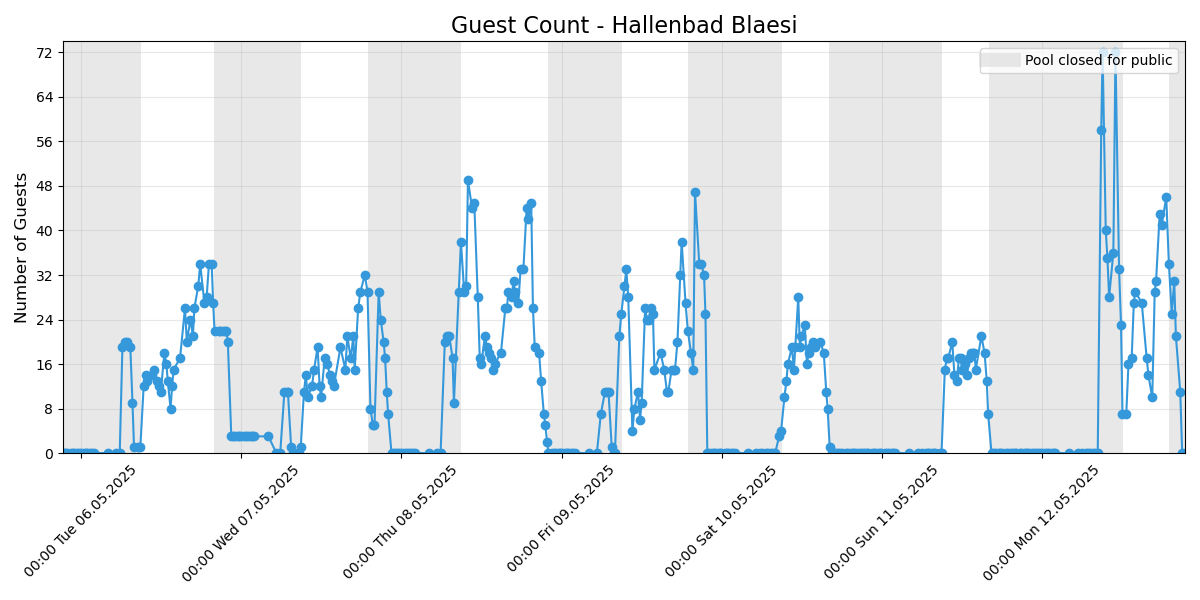 Guest Count - Hallenbad Blaesi
Pool closed for public
Number of Guests
72
64
56
48
40
32
24
16
8
0
00:00 Tue 06.05.2025
00:00 Wed 07.05.2025
00:00 Thu 08.05.2025
00:00 Fri 09.05.2025
00:00 Sat 10.05.2025
00:00 Sun 11.05.2025
00:00 Mon 12.05.2025